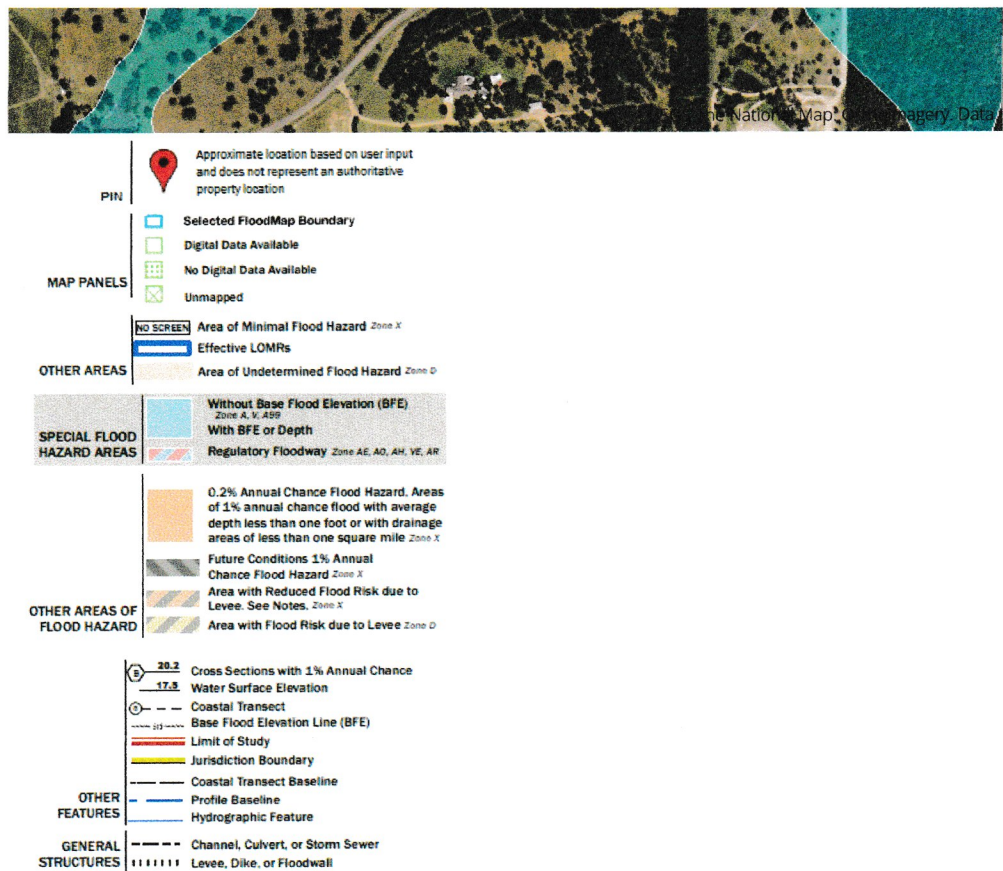 National Map: Orthoimagery. Data
Approximate location based on user input
and does not represent an authoritative
property location
PIN
Selected FloodMap Boundary
Digital Data Available
No Digital Data Available
Unmapped
MAP PANELS
NO SCREEN Area of Minimal Flood Hazard Zone X
Effective LOMRs
Area of Undetermined Flood Hazard Zone D
OTHER AREAS
Without Base Flood Elevation (BFE)
Zone A, V, A99
With BFE or Depth
Regulatory Floodway Zone AE, AO, AH, VE, AR
SPECIAL FLOOD
HAZARD AREAS
0.2% Annual Chance Flood Hazard, Areas
of 1% annual chance flood with average
depth less than one foot or with drainage
areas of less than one square mile Zone X
Future Conditions 1% Annual
Chance Flood Hazard Zone X
Area with Reduced Flood Risk due to
Levee. See Notes. Zone X
Area with Flood Risk due to Levee Zone D
OTHER AREAS OF
FLOOD HAZARD
B 20.2 Cross Sections with 1% Annual Chance
17.5 Water Surface Elevation
Coastal Transect
Base Flood Elevation Line (BFE)
Limit of Study
Jurisdiction Boundary
Coastal Transect Baseline
Profile Baseline
Hydrographic Feature
OTHER
FEATURES
Channel, Culvert, or Storm Sewer
Levee, Dike, or Floodwall
GENERAL
STRUCTURES